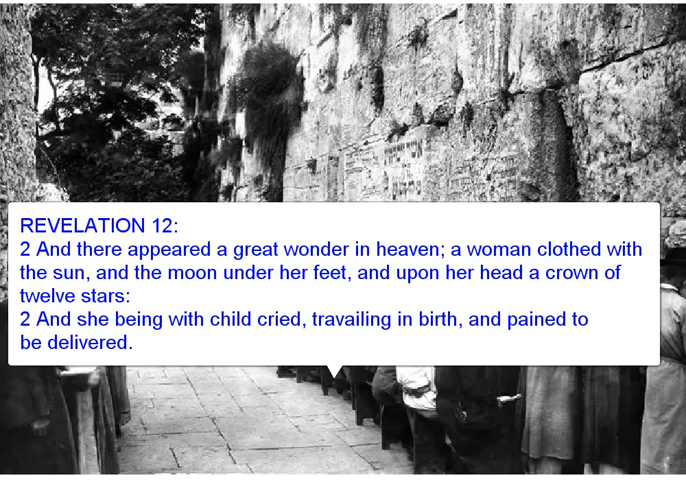 REVELATION 12:
2 And there appeared a great wonder in heaven; a woman clothed with
the sun, and the moon under her feet, and upon her head a crown of
twelve stars:
2 And she being with child cried, travailing in birth, and pained to
be delivered.